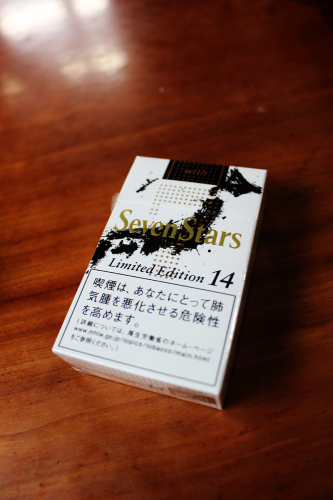 with
SevenStars
Limited Edition 14
喫煙は、あなたにとって肺
気腫を悪化させる危険性
を高めます。
(詳細については、厚生労働省のホーム・ページ
www.mhlw.go.jp/topics/tobacco/main.html
をご参照ください。)